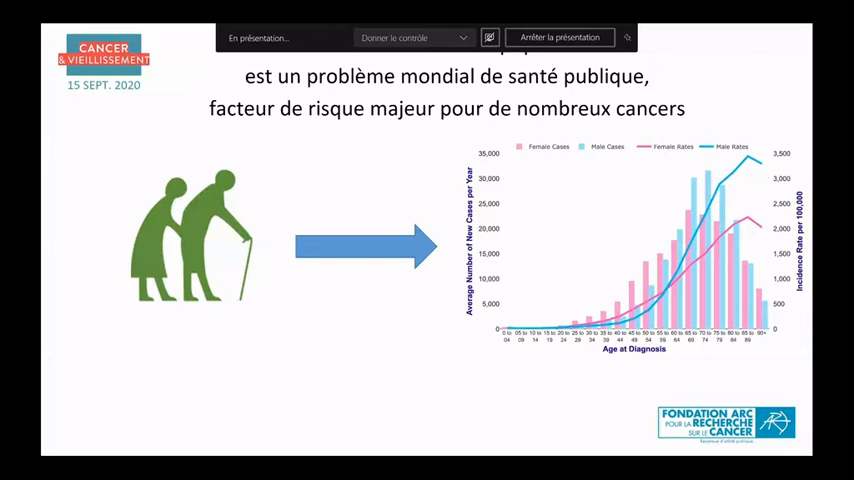 En présentation...
Donner le contrôle
Arrêter la présentation
CANCER
& VIEILLISSEMENT
15 SEPT. 2020
est un problème mondial de santé publique,
facteur de risque majeur pour de nombreux cancers
Female Cases
Male Cases
Female Rates
Male Rates
Average Number of New Cases per Year
35,000
30,000
25,000
20,000
15,000
10,000
5,000
0
3,500
3,000
2,500
2,000
1,500
1,000
500
0
Incidence Rate per 100,000
0 to 04
05 to 09
10 to 14
15 to 19
20 to 24
25 to 29
30 to 34
35 to 39
40 to 44
45 to 49
50 to 54
55 to 59
60 to 64
65 to 69
70 to 74
75 to 79
80 to 84
85 to 89
90+
Age at Diagnosis
FONDATION ARC
POUR LA RECHERCHE
SUR LE CANCER
Reconnue d'utilité publique